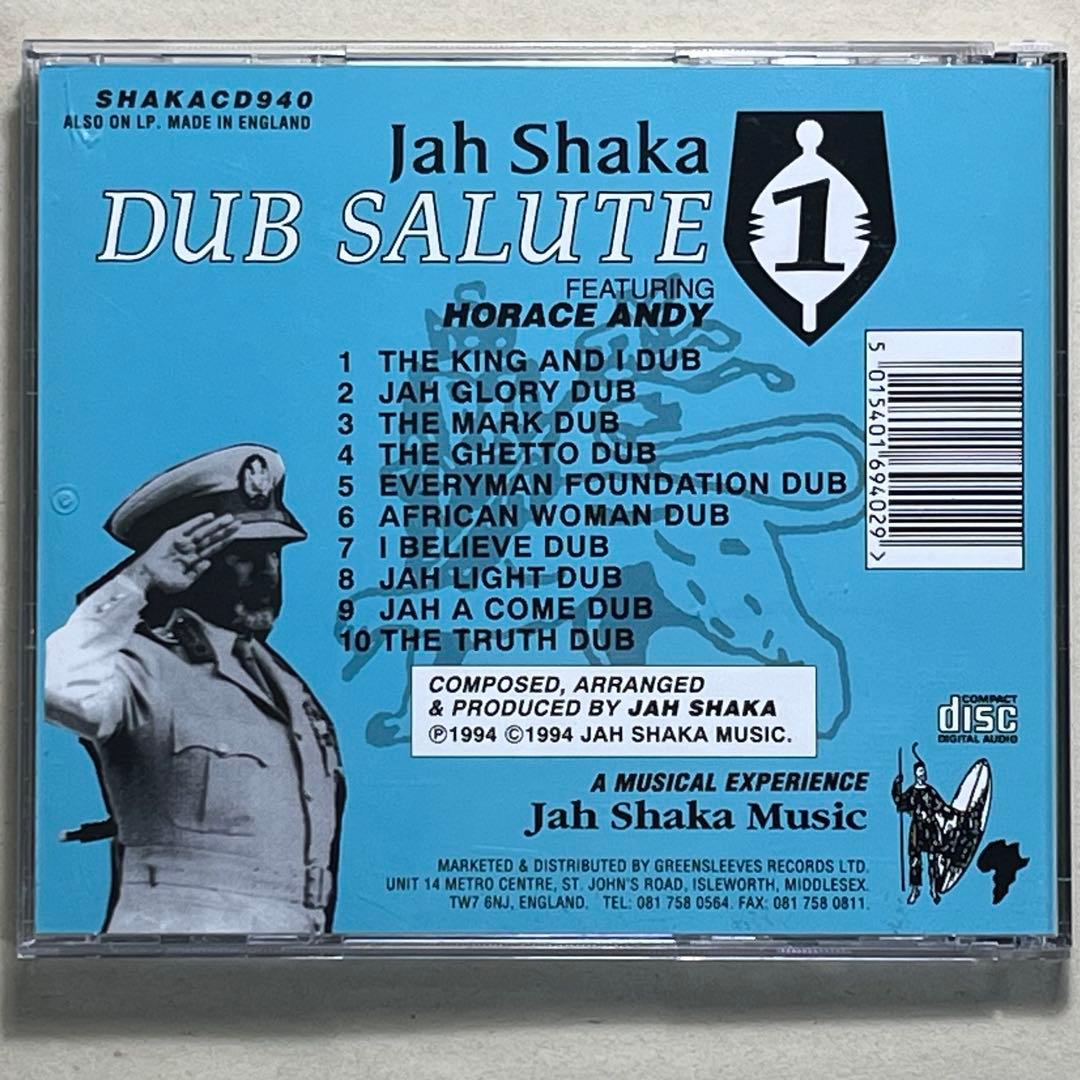 SHAKACD940
ALSO ON LP. MADE IN ENGLAND
Jah Shaka
DUB SALUTE
1
FEATURING
HORACE ANDY
1 THE KING AND I DUB
2 JAH GLORY DUB
3 THE MARK DUB
4 THE GHETTO DUB
5 EVERYMAN FOUNDATION DUB
6 AFRICAN WOMAN DUB
7 I BELIEVE DUB
8 JAH LIGHT DUB
9 JAH A COME DUB
10 THE TRUTH DUB
5 015401 694029 >
COMPOSED, ARRANGED
& PRODUCED BY JAH SHAKA
℗1994 ©1994 JAH SHAKA MUSIC.
COMPACT
disc
DIGITAL AUDIO
A MUSICAL EXPERIENCE
Jah Shaka Music
MARKETED & DISTRIBUTED BY GREENSLEEVES RECORDS LTD.
UNIT 14 METRO CENTRE, ST. JOHN'S ROAD, ISLEWORTH, MIDDLESEX.
TW7 6NJ, ENGLAND. TEL: 081 758 0564. FAX: 081 758 0811.